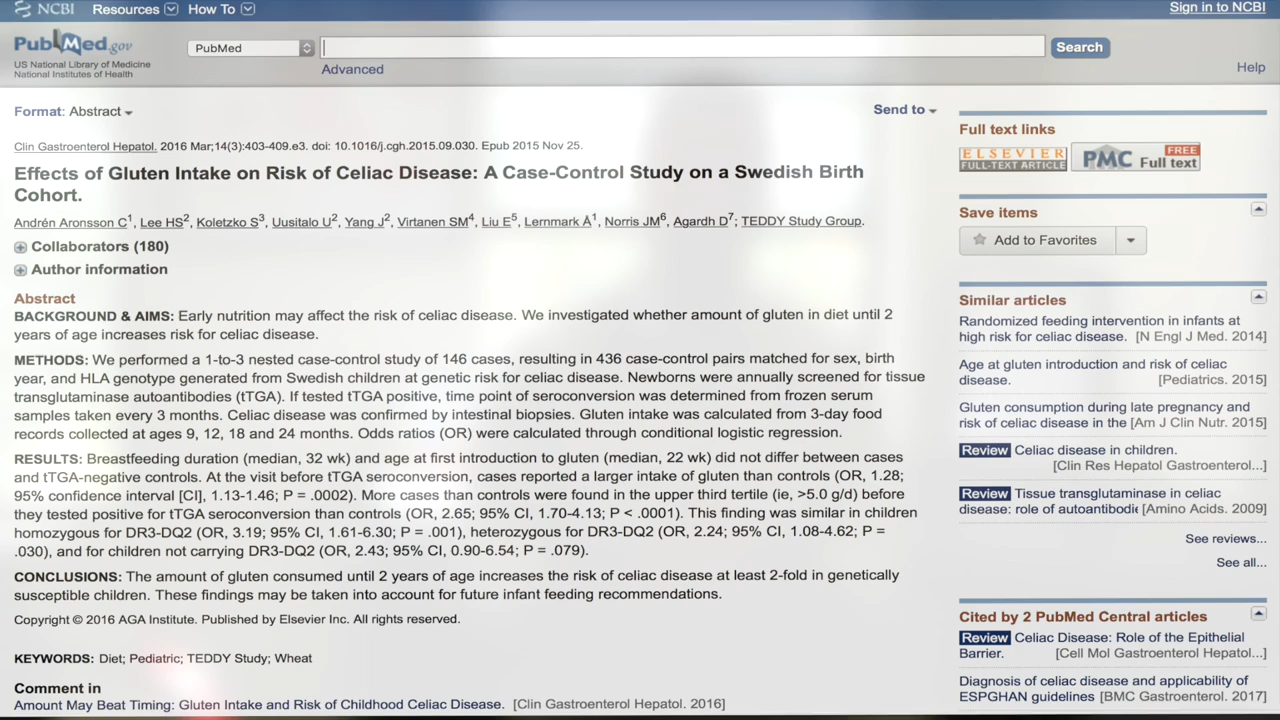 NCBI Resources How To Sign in to NCBI
PubMed.gov
US National Library of Medicine
National Institutes of Health
PubMed
Search
Advanced
Help
Format: Abstract
Send to
Clin Gastroenterol Hepatol. 2016 Mar;14(3):403-409.e3. doi: 10.1016/j.cgh.2015.09.030. Epub 2015 Nov 25.
Effects of Gluten Intake on Risk of Celiac Disease: A Case-Control Study on a Swedish Birth
Cohort.
Andrén Aronsson C1, Lee HS2, Koletzko S3, Uusitalo U2, Yang J2, Virtanen SM4, Liu E5, Lernmark Å1, Norris JM6, Agardh D7; TEDDY Study Group.
Collaborators (180)
Author information
Abstract
BACKGROUND & AIMS: Early nutrition may affect the risk of celiac disease. We investigated whether amount of gluten in diet until 2
years of age increases risk for celiac disease.
METHODS: We performed a 1-to-3 nested case-control study of 146 cases, resulting in 436 case-control pairs matched for sex, birth
year, and HLA genotype generated from Swedish children at genetic risk for celiac disease. Newborns were annually screened for tissue
transglutaminase autoantibodies (tTGA). If tested tTGA positive, time point of seroconversion was determined from frozen serum
samples taken every 3 months. Celiac disease was confirmed by intestinal biopsies. Gluten intake was calculated from 3-day food
records collected at ages 9, 12, 18 and 24 months. Odds ratios (OR) were calculated through conditional logistic regression.
RESULTS: Breastfeeding duration (median, 32 wk) and age at first introduction to gluten (median, 22 wk) did not differ between cases
and tTGA-negative controls. At the visit before tTGA seroconversion, cases reported a larger intake of gluten than controls (OR, 1.28;
95% confidence interval [CI], 1.13-1.46; P = .0002). More cases than controls were found in the upper third tertile (ie, >5.0 g/d) before
they tested positive for tTGA seroconversion than controls (OR, 2.65; 95% CI, 1.70-4.13; P < .0001). This finding was similar in children
homozygous for DR3-DQ2 (OR, 3.19; 95% CI, 1.61-6.30; P = .001), heterozygous for DR3-DQ2 (OR, 2.24; 95% CI, 1.08-4.62; P =
.030), and for children not carrying DR3-DQ2 (OR, 2.43; 95% CI, 0.90-6.54; P = .079).
CONCLUSIONS: The amount of gluten consumed until 2 years of age increases the risk of celiac disease at least 2-fold in genetically
susceptible children. These findings may be taken into account for future infant feeding recommendations.
Copyright © 2016 AGA Institute. Published by Elsevier Inc. All rights reserved.
KEYWORDS: Diet; Pediatric; TEDDY Study; Wheat
Comment in
Amount May Beat Timing: Gluten Intake and Risk of Childhood Celiac Disease. [Clin Gastroenterol Hepatol. 2016]
Full text links
ELSEVIER
FULL-TEXT ARTICLE
PMC FREE
Full text
Save items
Add to Favorites
Similar articles
Randomized feeding intervention in infants at
high risk for celiac disease. [N Engl J Med. 2014]
Age at gluten introduction and risk of celiac
disease. [Pediatrics. 2015]
Gluten consumption during late pregnancy and
risk of celiac disease in the [Am J Clin Nutr. 2015]
Review Celiac disease in children.
[Clin Res Hepatol Gastroenterol...]
Review Tissue transglutaminase in celiac
disease: role of autoantibodi [Amino Acids. 2009]
See reviews...
See all...
Cited by 2 PubMed Central articles
Review Celiac Disease: Role of the Epithelial
Barrier. [Cell Mol Gastroenterol Hepatol...]
Diagnosis of celiac disease and applicability of
ESPGHAN guidelines [BMC Gastroenterol. 2017]